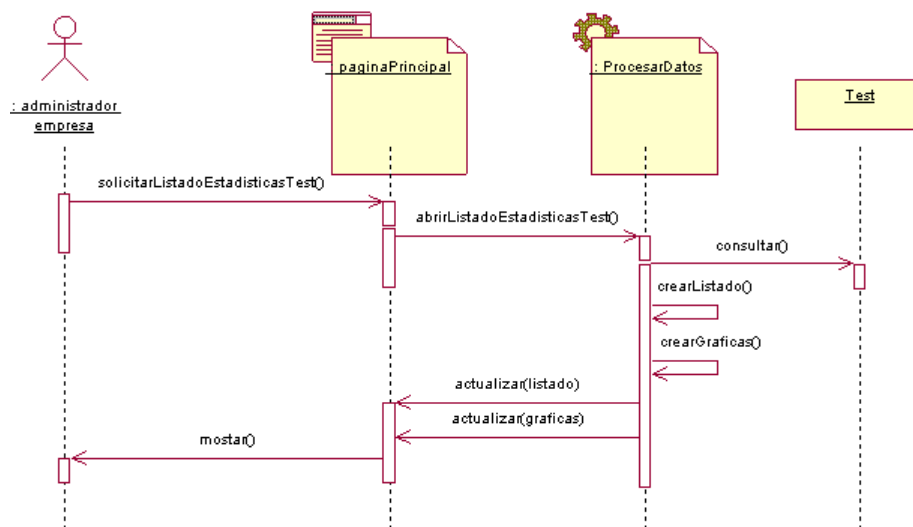 paginaPrincipal
: ProcesarDatos
Test
: administrador
empresa
solicitarListadoEstadisticasTest()
abrirListadoEstadisticasTest()
consultar()
crearListado()
crearGraficas()
actualizar(listado)
actualizar(graficas)
mostar()